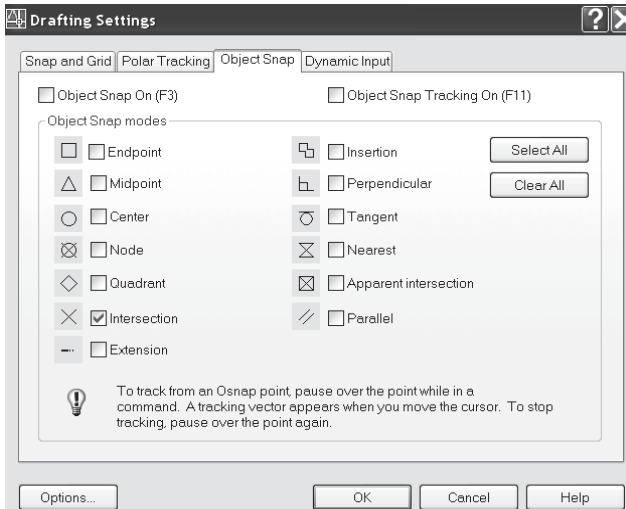 Drafting Settings
Snap and Grid Polar Tracking Object Snap Dynamic Input
Object Snap On (F3) Object Snap Tracking On (F11)
Object Snap modes
Endpoint Insertion Select All
Midpoint Perpendicular Clear All
Center Tangent
Node Nearest
Quadrant Apparent intersection
Intersection Parallel
Extension
To track from an Osnap point, pause over the point while in a
command. A tracking vector appears when you move the cursor. To stop
tracking, pause over the point again.
Options... OK Cancel Help